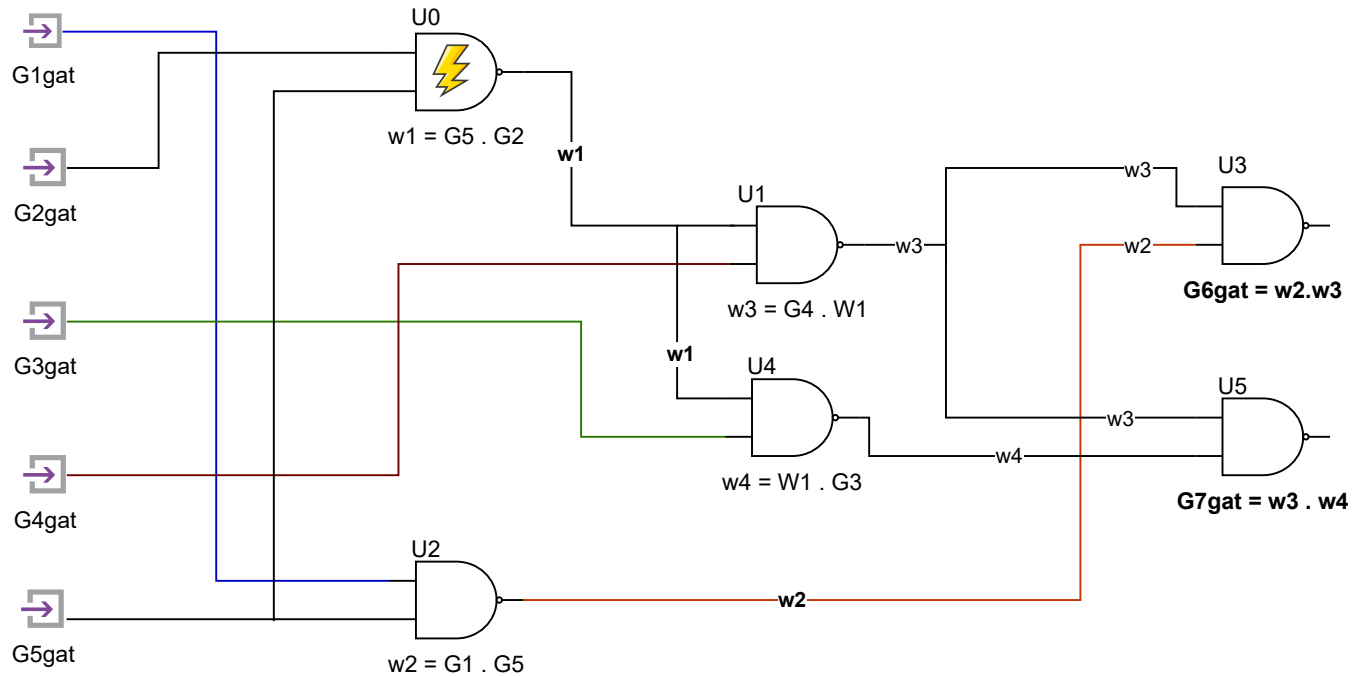 U0
G1gat
w1 = G5 . G2
w1
G2gat
U3
w3
U1
w3
w2
G6gat = w2.w3
w3 = G4 . W1
G3gat
w1
U4
U5
w3
w4
w4 = W1 . G3
G7gat = w3 . w4
G4gat
U2
w2
G5gat
w2 = G1 . G5